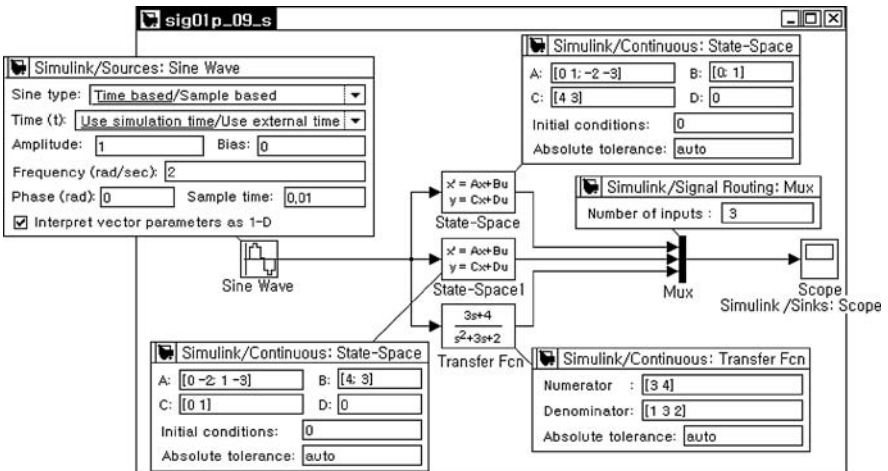 sig01p_09_s
Simulink/Sources: Sine Wave
Sine type: Time based/Sample based
Time (t): Use simulation time/Use external time
Amplitude: 1 Bias: 0
Frequency (rad/sec): 2
Phase (rad): 0 Sample time: 0,01
Interpret vector parameters as 1-D
Simulink/Continuous: State-Space
A: [0 1; -2 -3] B: [0; 1]
C: [4 3] D: 0
Initial conditions: 0
Absolute tolerance: auto
Simulink/Signal Routing: Mux
Number of inputs : 3
x' = Ax+Bu
y = Cx+Du
State-Space
Sine Wave
x' = Ax+Bu
y = Cx+Du
State-Space1
Mux
Scope
Simulink /Sinks: Scope
3s+4
s²+3s+2
Transfer Fcn
Simulink/Continuous: State-Space
A: [0 -2; 1 -3] B: [4; 3]
C: [0 1] D: 0
Initial conditions: 0
Absolute tolerance: auto
Simulink/Continuous: Transfer Fcn
Numerator : [3 4]
Denominator: [1 3 2]
Absolute tolerance: auto